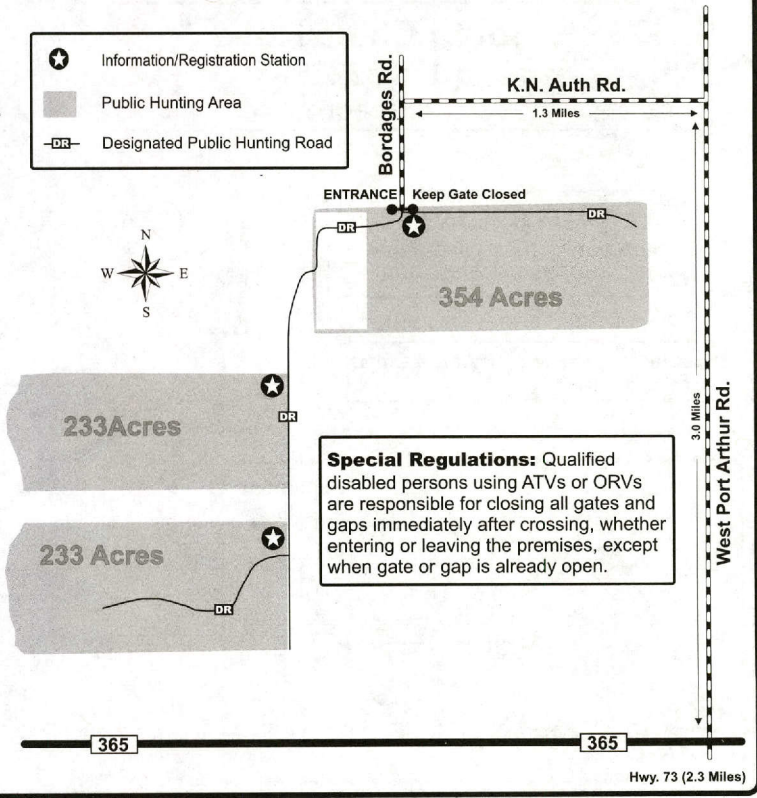 Information/Registration Station
Public Hunting Area
DR Designated Public Hunting Road
Bordages Rd.
K.N. Auth Rd.
1.3 Miles
ENTRANCE Keep Gate Closed
DR
DR
N
W E
S
354 Acres
233Acres
DR
3.0 Miles
West Port Arthur Rd.
Special Regulations: Qualified
disabled persons using ATVs or ORVs
are responsible for closing all gates and
gaps immediately after crossing, whether
entering or leaving the premises, except
when gate or gap is already open.
233 Acres
DR
365
365
Hwy. 73 (2.3 Miles)